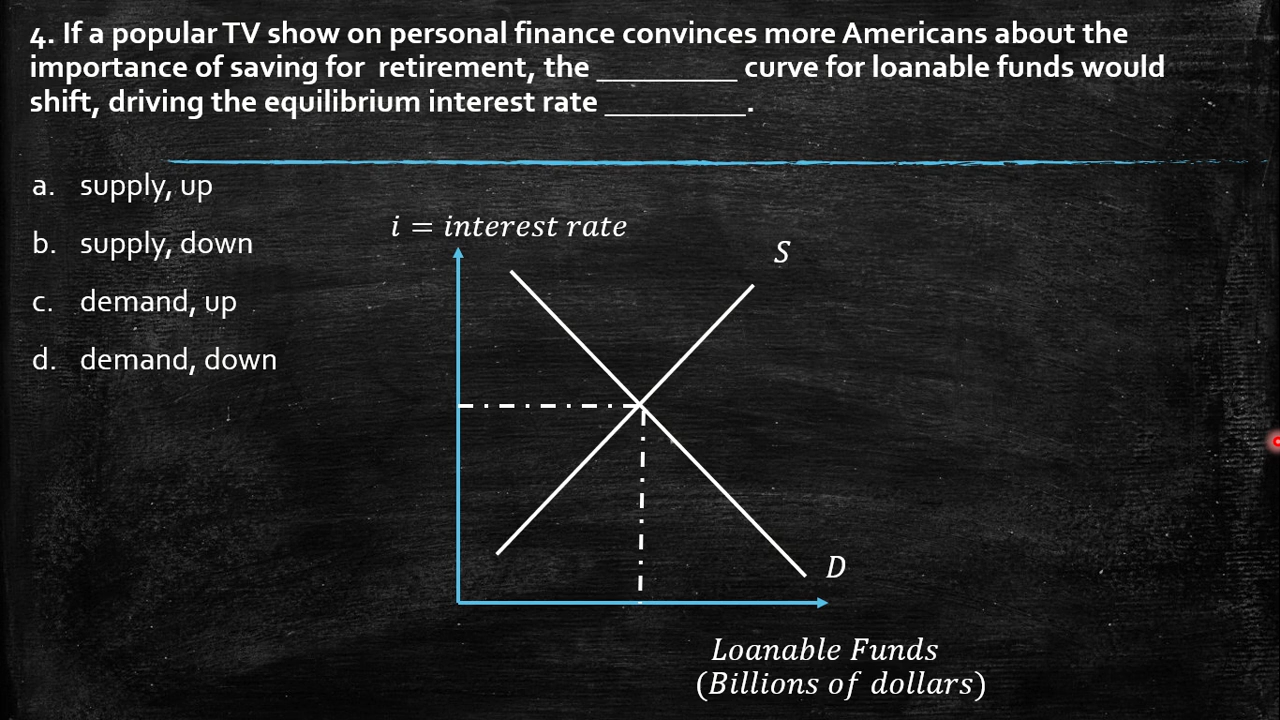 4. If a popular TV show on personal finance convinces more Americans about the
importance of saving for retirement, the __________ curve for loanable funds would
shift, driving the equilibrium interest rate __________.
a. supply, up
b. supply, down
c. demand, up
d. demand, down
i = interest rate
S
D
Loanable Funds
(Billions of dollars)